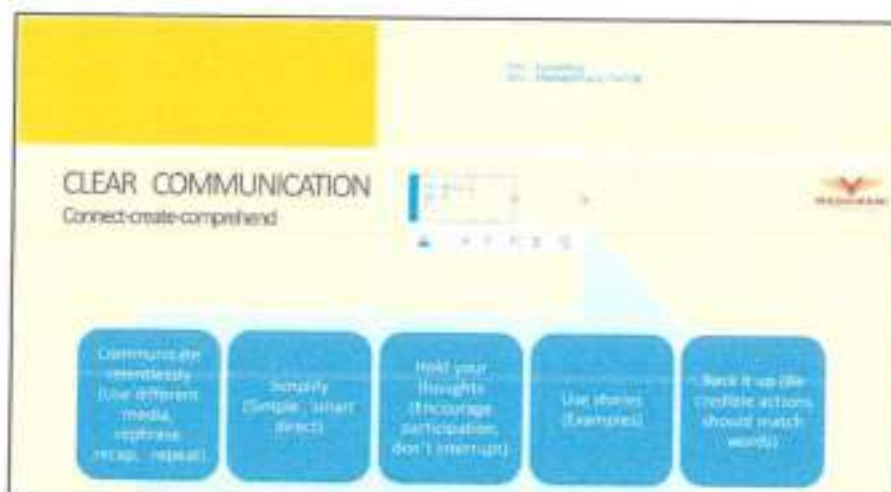 CLEAR COMMUNICATION
Connect-create-comprehend
Communicate
relentlessly
(Use different
media,
rephrase
recap, repeat)
Simplify
(Simple, smart
direct)
Hold your
thoughts
(Encourage
participation,
don't interrupt)
Use stories
(Examples)
Back it up (Be
credible actions
should match
words)